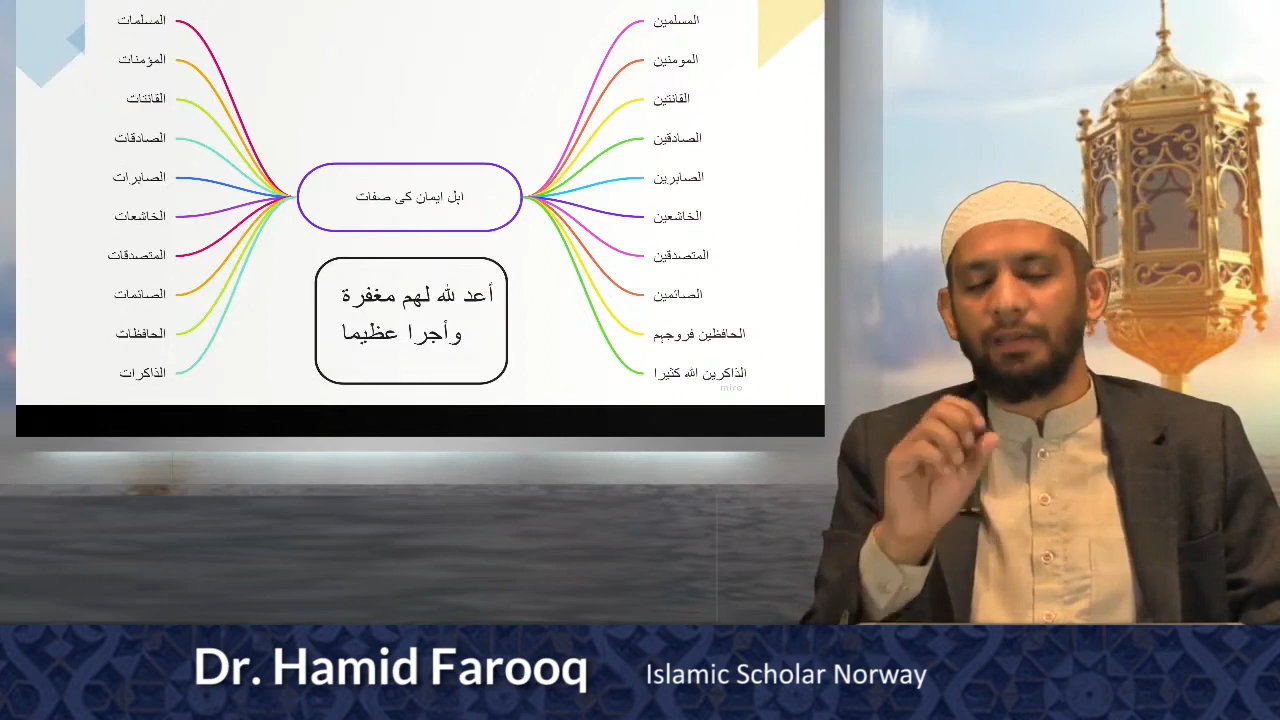 المسلمين
المومنين
القانتين
الصادقين
الصابرين
الخاشعين
المتصدقين
الصائمين
الحافظين فروجہم
الذاكرين الله كثيرا
miro
اہل ایمان کی صفات
أعد لله لهم مغفرة
وأجرا عظيما
المسلمات
المؤمنات
القانتات
الصادقات
الصابرات
الخاشعات
المتصدقات
الصائمات
الحافظات
الذاكرات
Dr. Hamid Farooq
Islamic Scholar Norway